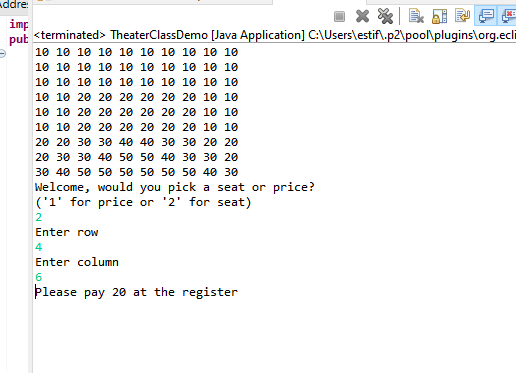 Addres
imp
pub
<terminated> TheaterClassDemo [Java Application] C:\Users\estif\.p2\pool\plugins\org.ecli
10 10 10 10 10 10 10 10 10 10
10 10 10 10 10 10 10 10 10 10
10 10 10 10 10 10 10 10 10 10
10 10 20 20 20 20 20 20 10 10
10 10 20 20 20 20 20 20 10 10
10 10 20 20 20 20 20 20 10 10
20 20 30 30 40 40 30 30 20 20
20 30 30 40 50 50 40 30 30 20
30 40 50 50 50 50 50 50 40 30
Welcome, would you pick a seat or price?
('1' for price or '2' for seat)
2
Enter row
4
Enter column
6
Please pay 20 at the register